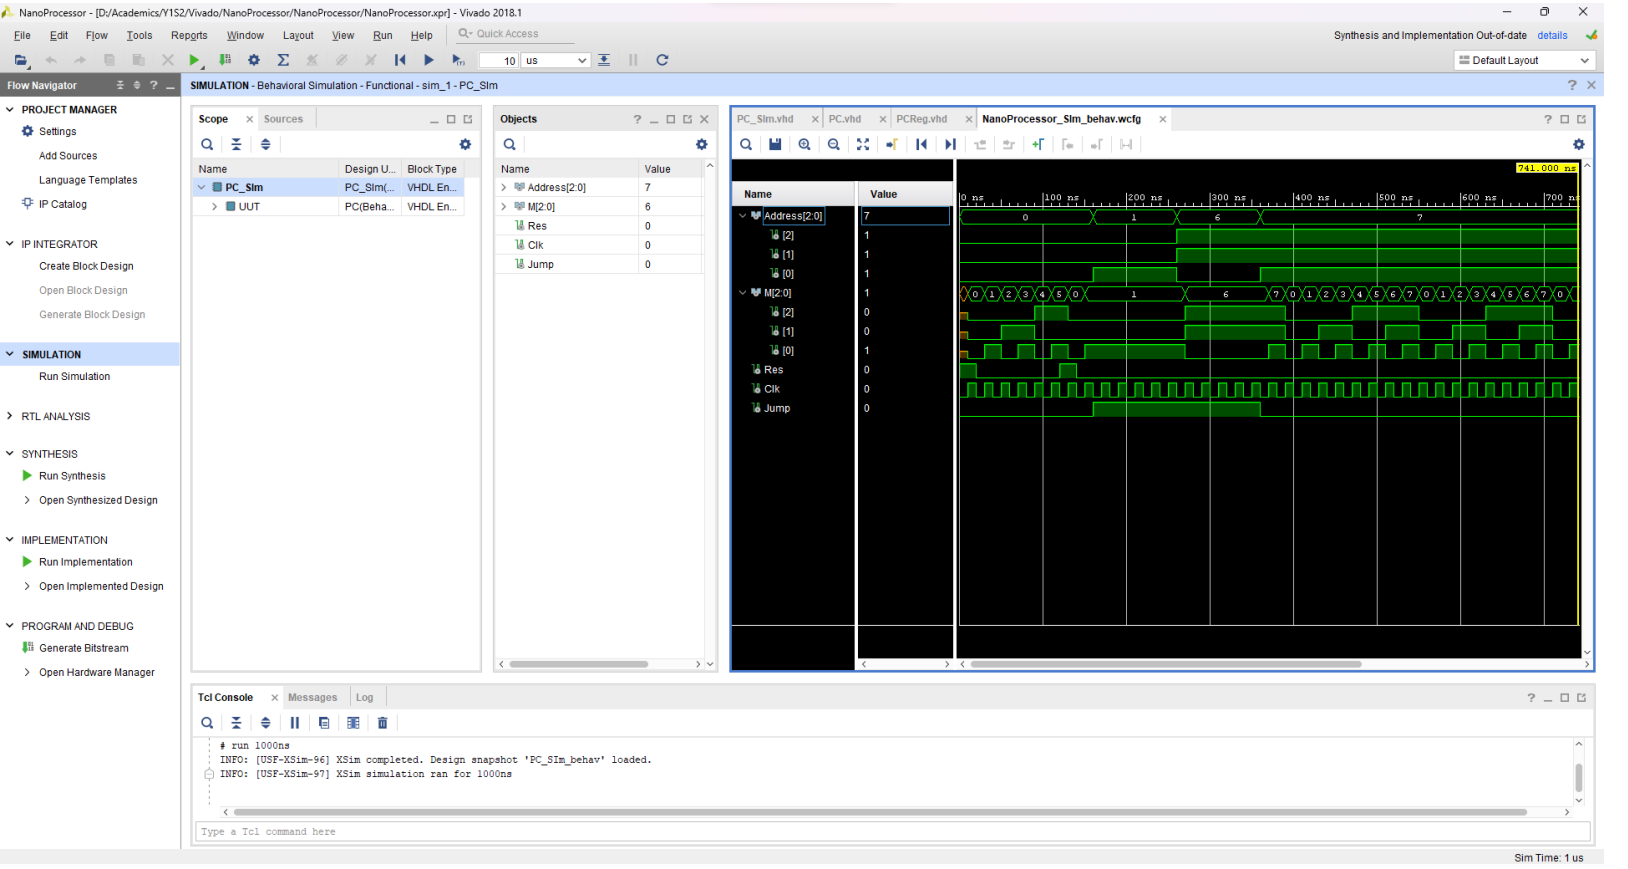 NanoProcessor - [D:/Academics/Y1S2/Vivado/NanoProcessor/NanoProcessor/NanoProcessor.xpr] - Vivado 2018.1
File Edit Flow Tools Reports Window Layout View Run Help Quick Access
Synthesis and Implementation Out-of-date details
10 us
Default Layout
Flow Navigator
SIMULATION - Behavioral Simulation - Functional - sim_1 - PC_SIm
PROJECT MANAGER
Settings
Add Sources
Language Templates
IP Catalog
IP INTEGRATOR
Create Block Design
Open Block Design
Generate Block Design
SIMULATION
Run Simulation
RTL ANALYSIS
SYNTHESIS
Run Synthesis
Open Synthesized Design
IMPLEMENTATION
Run Implementation
Open Implemented Design
PROGRAM AND DEBUG
Generate Bitstream
Open Hardware Manager
Scope Sources
Name Design U... Block Type
PC_SIm PC_SIm(... VHDL En...
UUT PC(Beha... VHDL En...
Objects
Name Value
Address[2:0] 7
M[2:0] 6
Res 0
Clk 0
Jump 0
PC_SIm.vhd PC.vhd PCReg.vhd NanoProcessor_SIm_behav.wcfg
741.000 ns
Name Value
0 ns 100 ns 200 ns 300 ns 400 ns 500 ns 600 ns 700 ns
Address[2:0] 7 0 1 6 7
[2] 1
[1] 1
[0] 1
M[2:0] 1 0 1 2 3 4 5 0 1 6 7 0 1 2 3 4 5 6 7 0 1 2 3 4 5 6 7 0
[2] 0
[1] 0
[0] 1
Res 0
Clk 0
Jump 0
Tcl Console Messages Log
# run 1000ns
INFO: [USF-XSim-96] XSim completed. Design snapshot 'PC_SIm_behav' loaded.
INFO: [USF-XSim-97] XSim simulation ran for 1000ns
Type a Tcl command here
Sim Time: 1 us